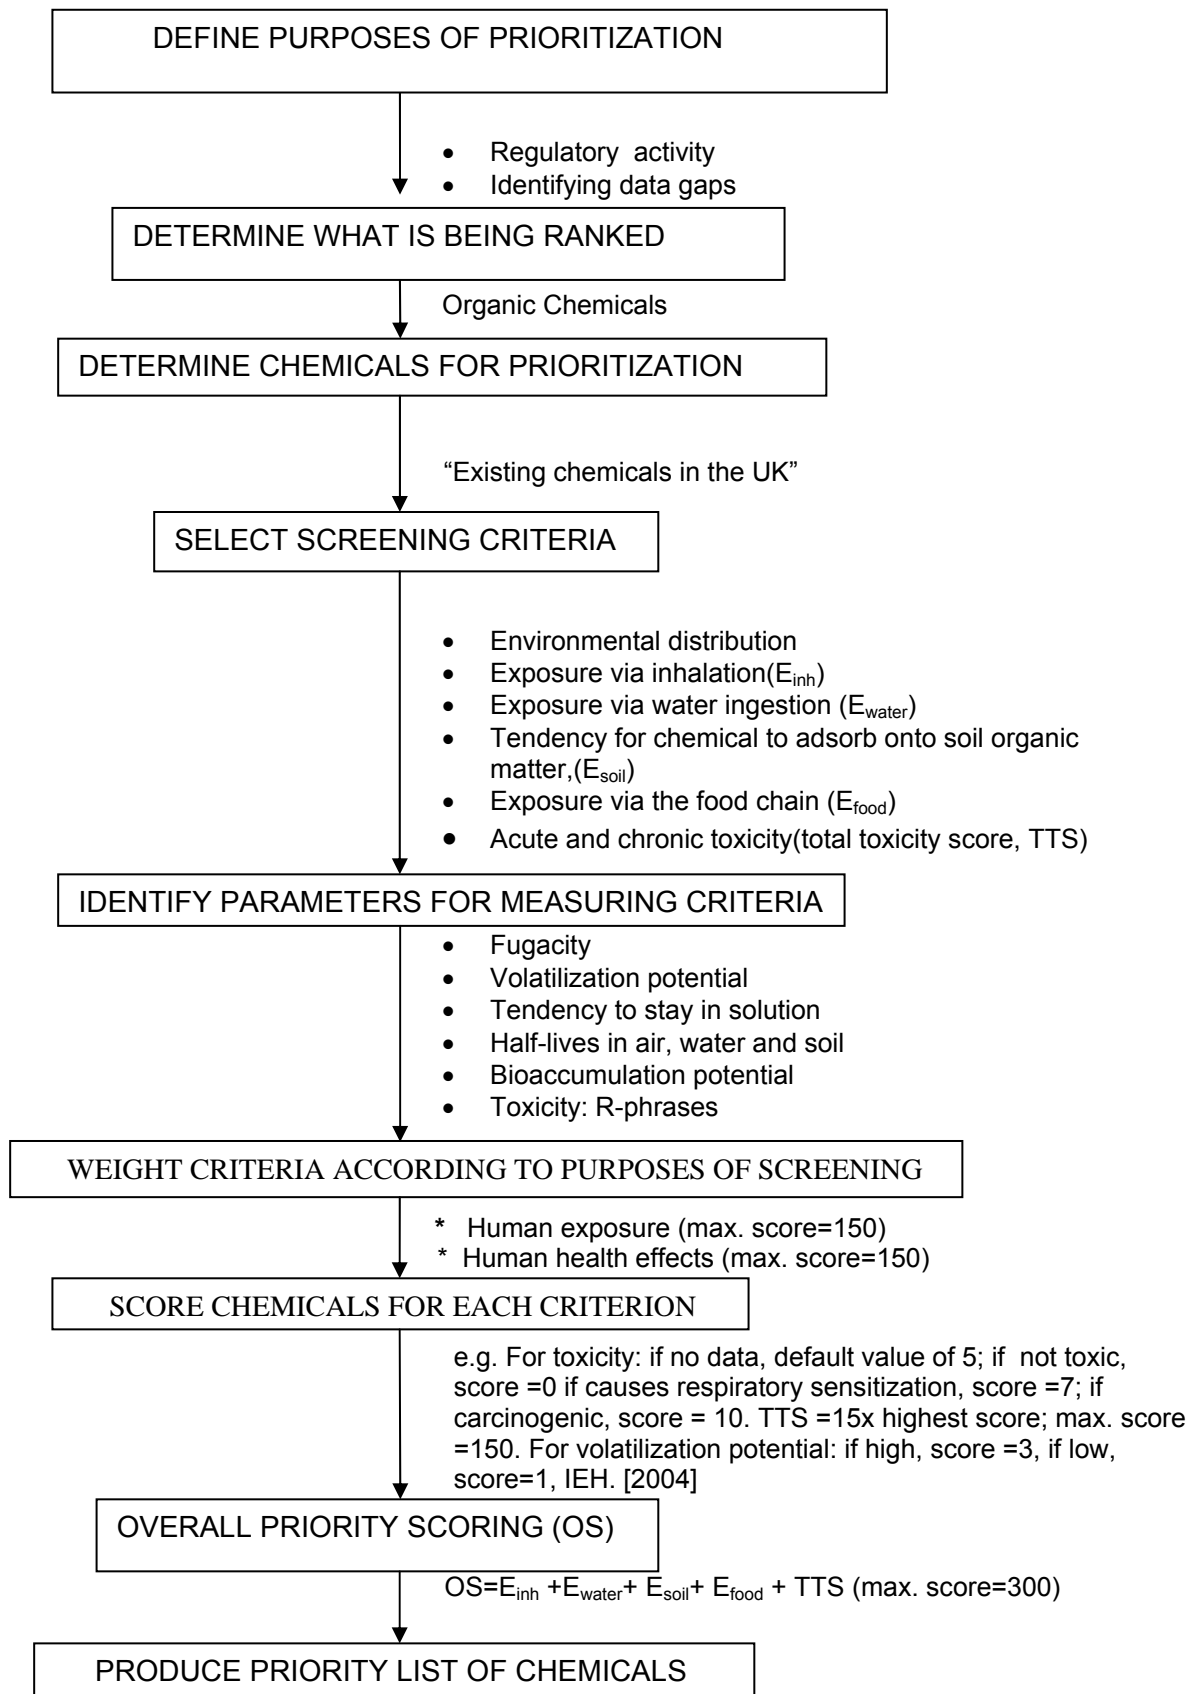 DEFINE PURPOSES OF PRIORITIZATION
• Regulatory activity
• Identifying data gaps
DETERMINE WHAT IS BEING RANKED
Organic Chemicals
DETERMINE CHEMICALS FOR PRIORITIZATION
“Existing chemicals in the UK”
SELECT SCREENING CRITERIA
• Environmental distribution
• Exposure via inhalation(Einh)
• Exposure via water ingestion (Ewater)
• Tendency for chemical to adsorb onto soil organic
matter,(Esoil)
• Exposure via the food chain (Efood)
• Acute and chronic toxicity(total toxicity score, TTS)
IDENTIFY PARAMETERS FOR MEASURING CRITERIA
• Fugacity
• Volatilization potential
• Tendency to stay in solution
• Half-lives in air, water and soil
• Bioaccumulation potential
• Toxicity: R-phrases
WEIGHT CRITERIA ACCORDING TO PURPOSES OF SCREENING
* Human exposure (max. score=150)
* Human health effects (max. score=150)
SCORE CHEMICALS FOR EACH CRITERION
e.g. For toxicity: if no data, default value of 5; if not toxic,
score =0 if causes respiratory sensitization, score =7; if
carcinogenic, score = 10. TTS =15x highest score; max. score
=150. For volatilization potential: if high, score =3, if low,
score=1, IEH. [2004]
OVERALL PRIORITY SCORING (OS)
OS=Einh +Ewater+ Esoil+ Efood + TTS (max. score=300)
PRODUCE PRIORITY LIST OF CHEMICALS